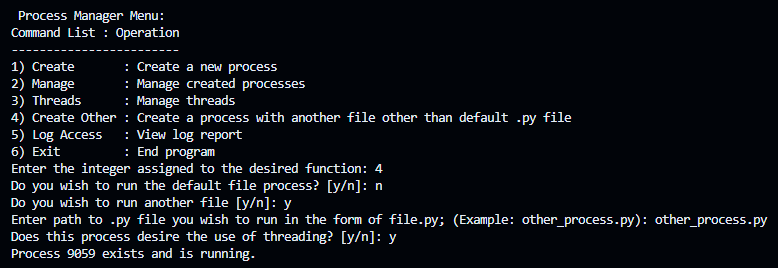 Process Manager Menu:
Command List : Operation
------------------------
1) Create       : Create a new process
2) Manage       : Manage created processes
3) Threads      : Manage threads
4) Create Other : Create a process with another file other than default .py file
5) Log Access   : View log report
6) Exit         : End program
Enter the integer assigned to the desired function: 4
Do you wish to run the default file process? [y/n]: n
Do you wish to run another file [y/n]: y
Enter path to .py file you wish to run in the form of file.py; (Example: other_process.py): other_process.py
Does this process desire the use of threading? [y/n]: y
Process 9059 exists and is running.